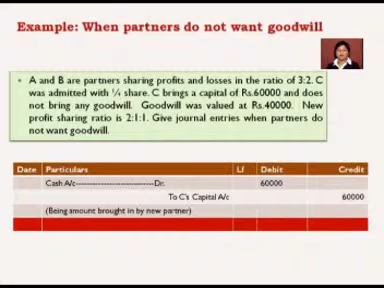 Example: When partners do not want goodwill
• A and B are partners sharing profits and losses in the ratio of 3:2. C
was admitted with ¼ share. C brings a capital of Rs.60000 and
does not bring any goodwill. Goodwill was valued at Rs.40000. New
profit sharing ratio is 2:1:1. Give journal entries when partners do
not want goodwill.
Date Particulars Lf Debit Credit
Cash A/c----------------------------Dr. 60000
To C's Capital A/c 60000
(Being amount brought in by new partner)